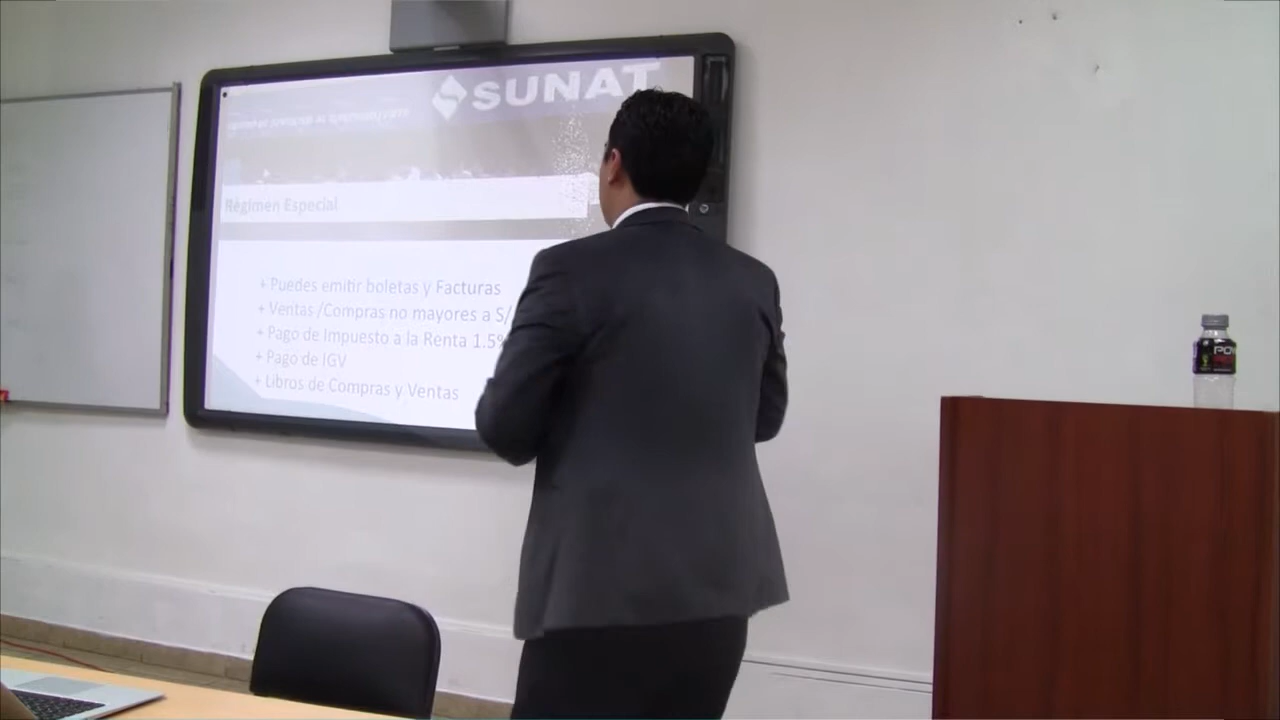 SUNAT
Régimen Especial
+ Puedes emitir boletas y Facturas
+ Ventas /Compras no mayores a S/
+ Pago de Impuesto a la Renta 1.5%
+ Pago de IGV
+ Libros de Compras y Ventas